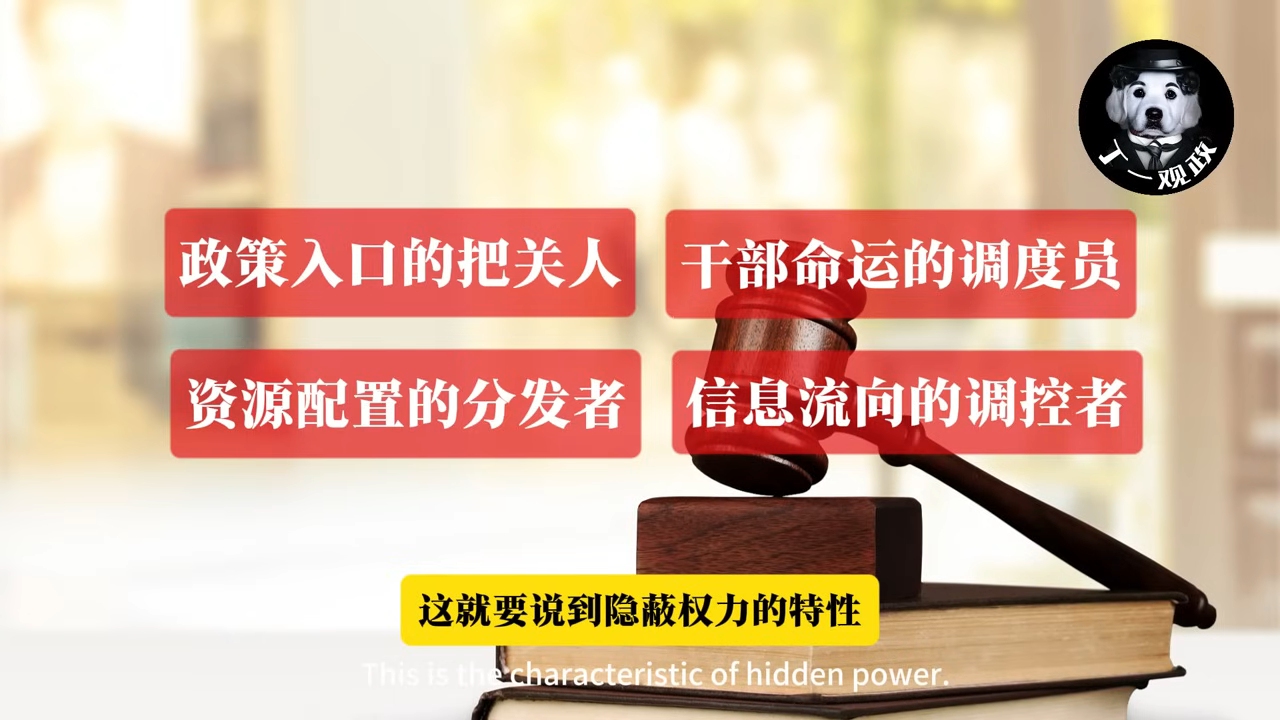 丁一观政
政策入口的把关人
干部命运的调度员
资源配置的分发者
信息流向的调控者
这就要说到隐蔽权力的特性
This is the characteristic of hidden power.